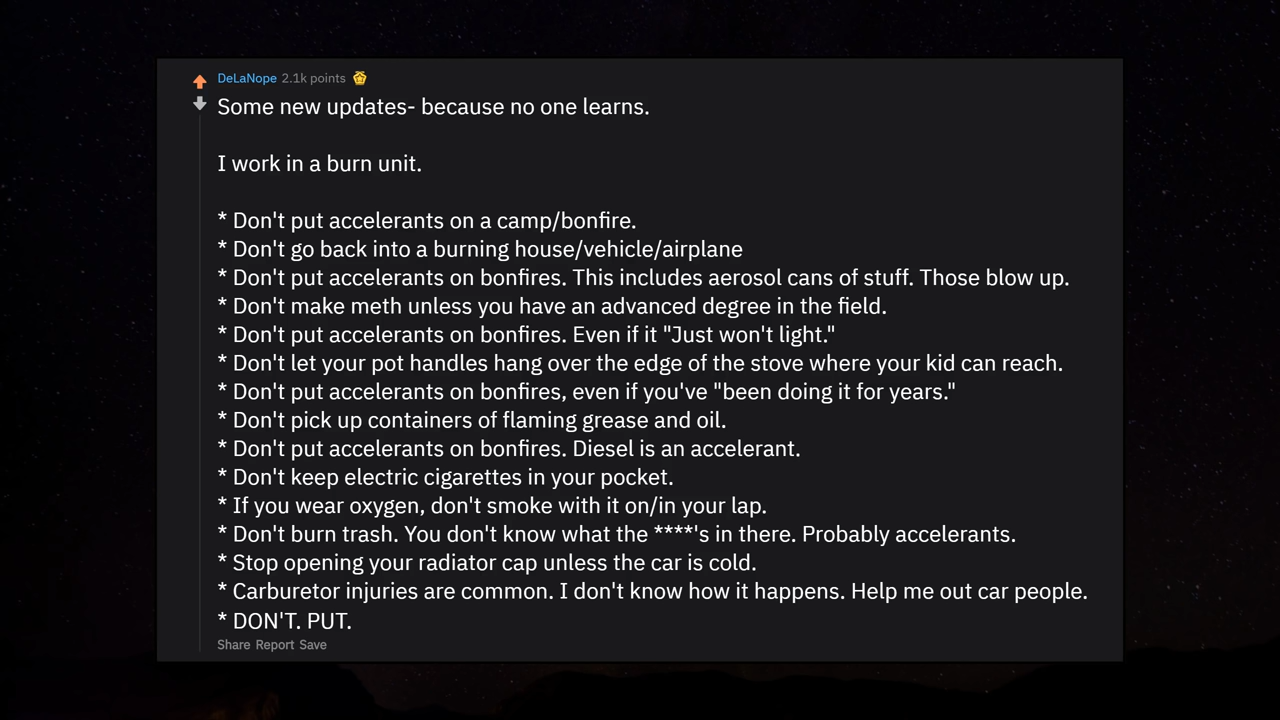 DeLaNope 2.1k points
Some new updates- because no one learns.
I work in a burn unit.
* Don't put accelerants on a camp/bonfire.
* Don't go back into a burning house/vehicle/airplane
* Don't put accelerants on bonfires. This includes aerosol cans of stuff. Those blow up.
* Don't make meth unless you have an advanced degree in the field.
* Don't put accelerants on bonfires. Even if it "Just won't light."
* Don't let your pot handles hang over the edge of the stove where your kid can reach.
* Don't put accelerants on bonfires, even if you've "been doing it for years."
* Don't pick up containers of flaming grease and oil.
* Don't put accelerants on bonfires. Diesel is an accelerant.
* Don't keep electric cigarettes in your pocket.
* If you wear oxygen, don't smoke with it on/in your lap.
* Don't burn trash. You don't know what the ****'s in there. Probably accelerants.
* Stop opening your radiator cap unless the car is cold.
* Carburetor injuries are common. I don't know how it happens. Help me out car people.
* DON'T. PUT.
Share Report Save